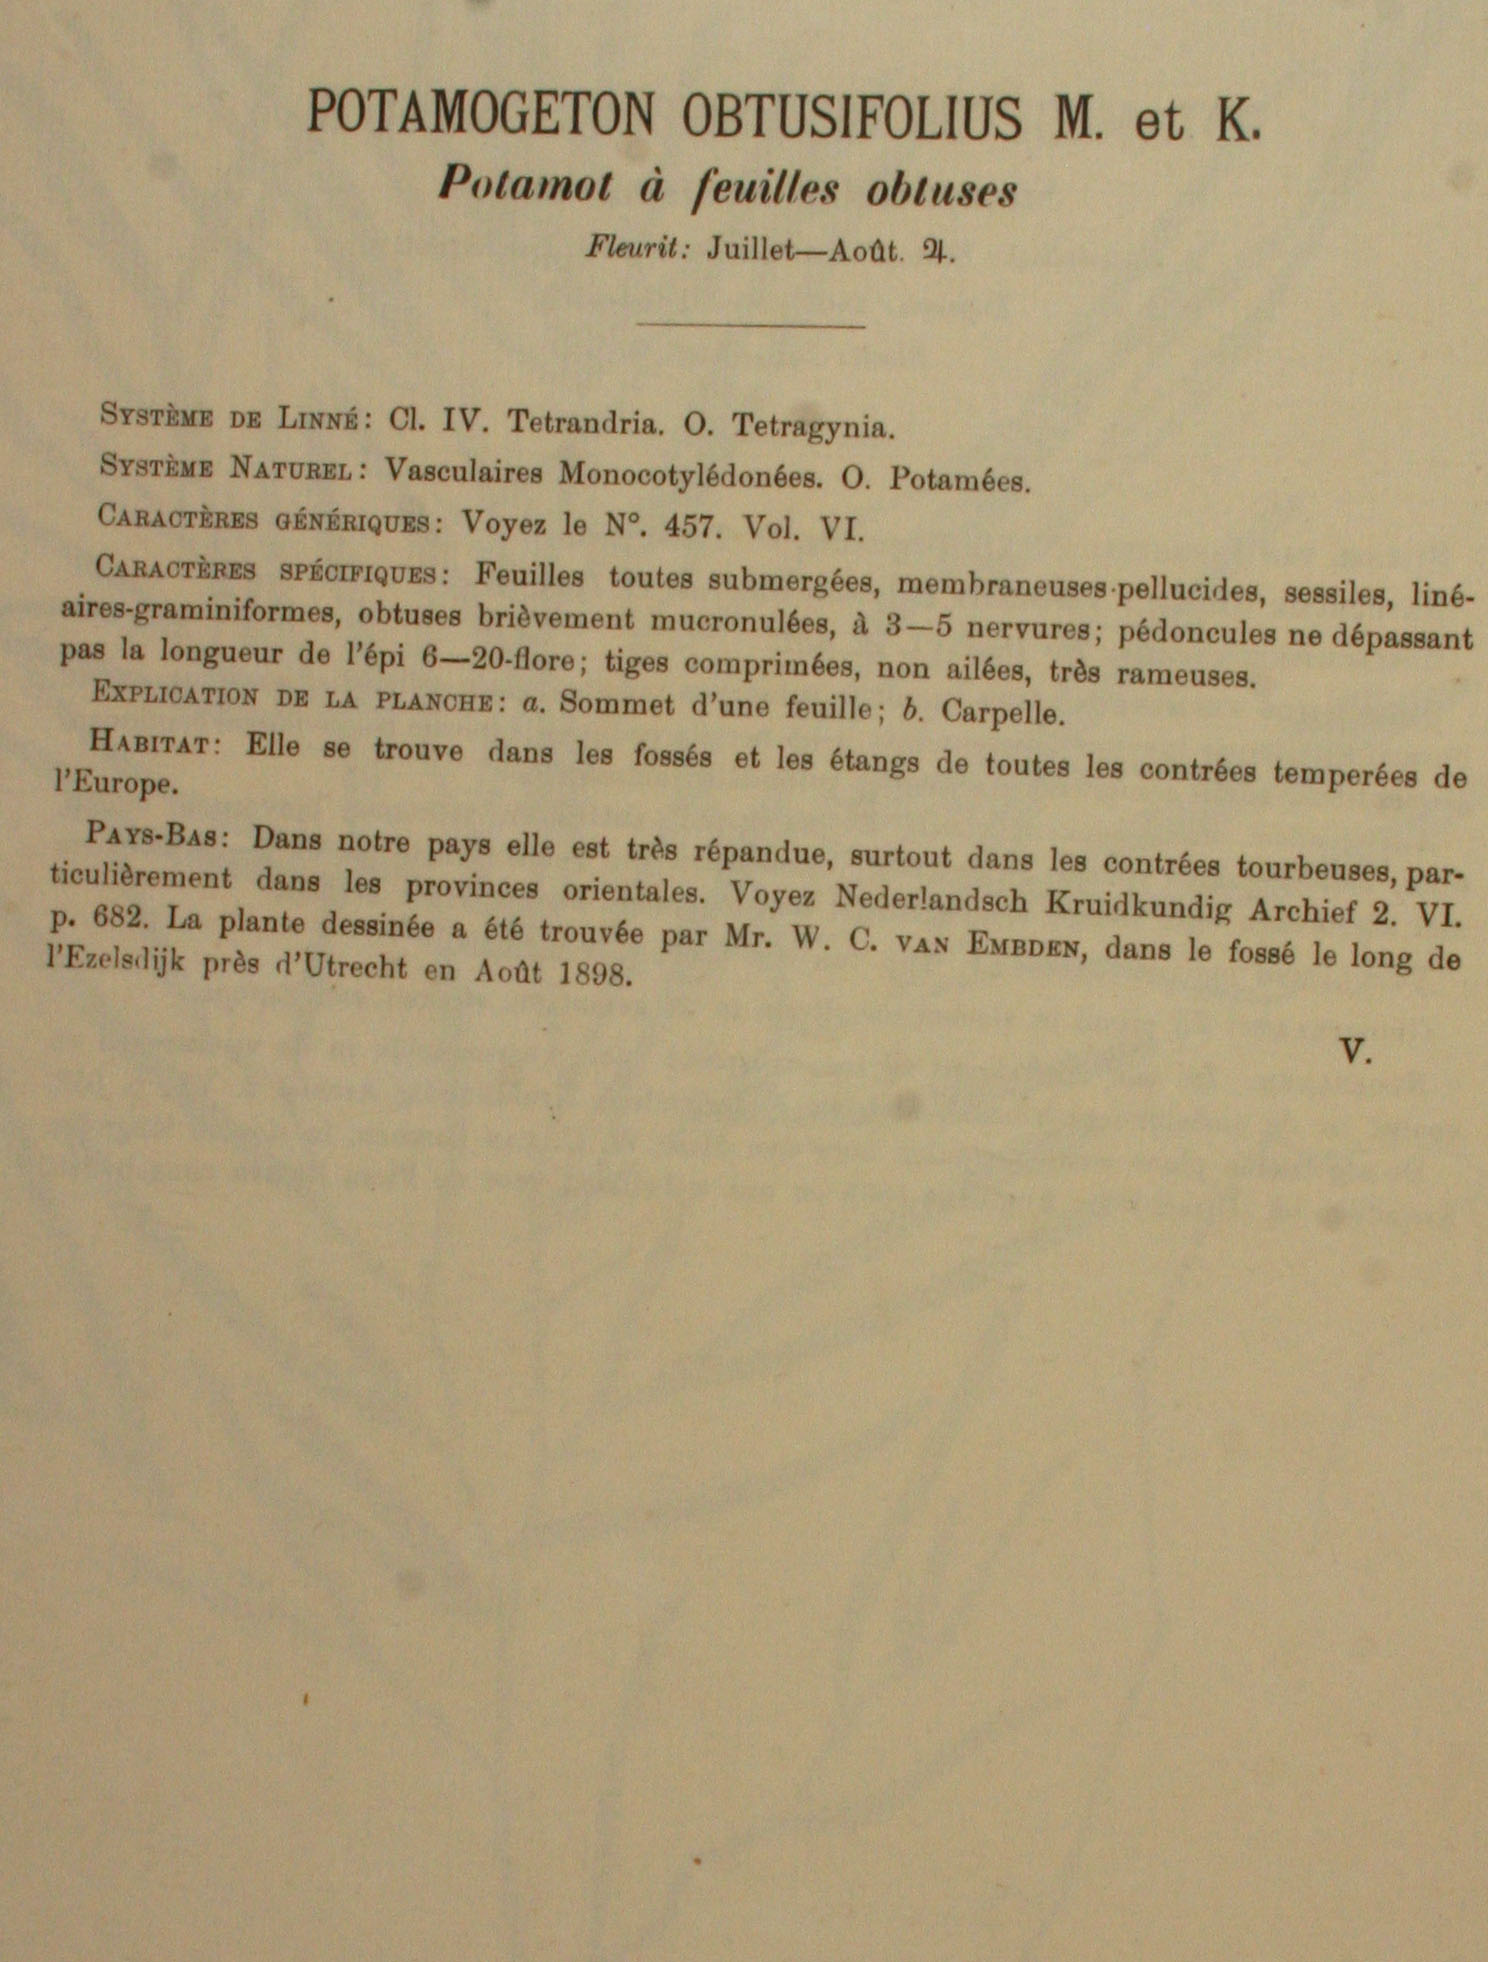 POTAMOGETON OBTUSIFOLIUS M. et K.
Potamot à feuilles obtuses
Fleurit: Juillet—Août. ♃.
Système de Linné: Cl. IV. Tetrandria. O. Tetragynia.
Système Naturel: Vasculaires Monocotylédonées. O. Potamées.
Caractères génériques: Voyez le N°. 457. Vol. VI.
Caractères spécifiques: Feuilles toutes submergées, membraneuses-pellucides, sessiles, liné-
aires-graminiformes, obtuses brièvement mucronulées, à 3—5 nervures; pédoncules ne dépassant
pas la longueur de l'épi 6—20-flore; tiges comprimées, non ailées, très rameuses.
Explication de la planche: a. Sommet d'une feuille; b. Carpelle.
Habitat: Elle se trouve dans les fossés et les étangs de toutes les contrées temperées de
l'Europe.
Pays-Bas: Dans notre pays elle est très répandue, surtout dans les contrées tourbeuses, par-
ticulièrement dans les provinces orientales. Voyez Nederlandsch Kruidkundig Archief 2. VI.
p. 682. La plante dessinée a été trouvée par Mr. W. C. van Embden, dans le fossé le long de
l'Ezelsdijk près d'Utrecht en Août 1898.
V.